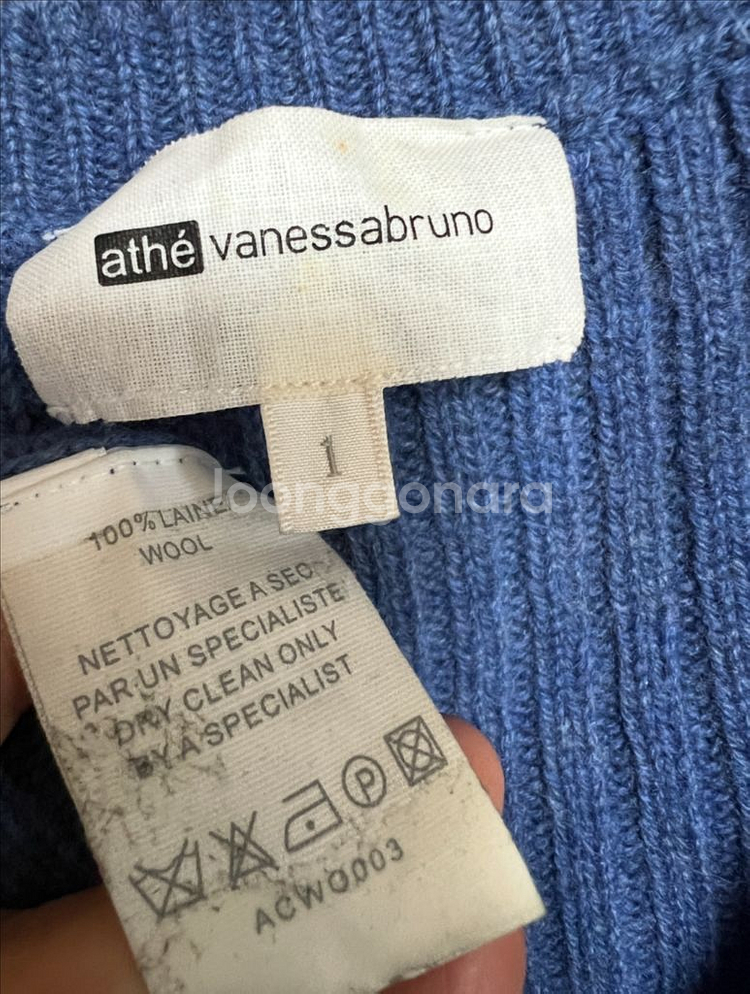 athé vanessabruno
1
100% LAINE
WOOL
NETTOYAGE A SEC
PAR UN SPECIALISTE
DRY CLEAN ONLY
BY A SPECIALIST
P
ACWO003